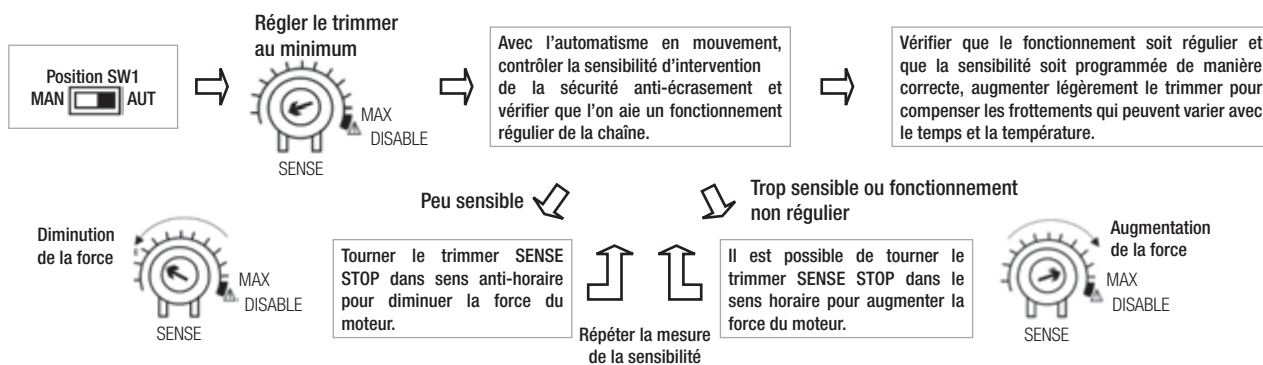 Position SW1
MAN AUT
Régler le trimmer
au minimum
MAX
DISABLE
SENSE
Avec l'automatisme en mouvement,
contrôler la sensibilité d'intervention
de la sécurité anti-écrasement et
vérifier que l'on aie un fonctionnement
régulier de la chaîne.
Vérifier que le fonctionnement soit régulier et
que la sensibilité soit programmée de manière
correcte, augmenter légèrement le trimmer pour
compenser les frottements qui peuvent varier avec
le temps et la température.
Peu sensible
Trop sensible ou fonctionnement
non régulier
Diminution
de la force
MAX
DISABLE
SENSE
Tourner le trimmer SENSE
STOP dans sens anti-horaire
pour diminuer la force du
moteur.
Répéter la mesure
de la sensibilité
Il est possible de tourner le
trimmer SENSE STOP dans le
sens horaire pour augmenter la
force du moteur.
Augmentation
de la force
MAX
DISABLE
SENSE